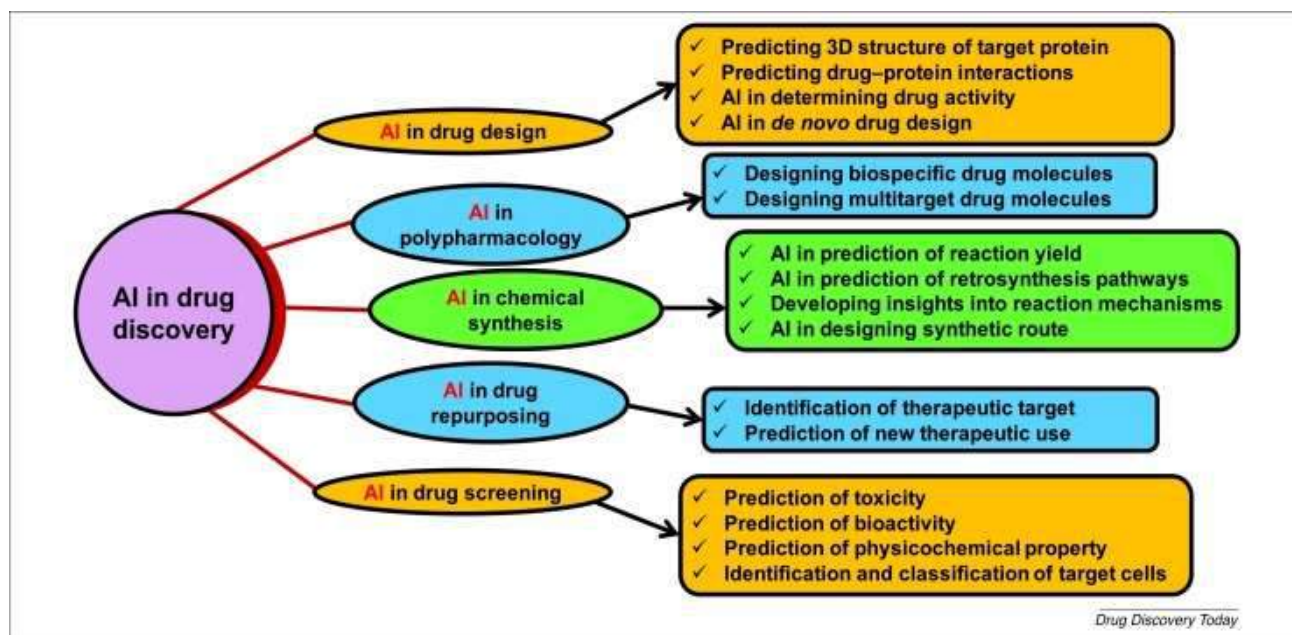 AI in drug
discovery
AI in drug design
✓ Predicting 3D structure of target protein
✓ Predicting drug–protein interactions
✓ AI in determining drug activity
✓ AI in de novo drug design
AI in
polypharmacology
✓ Designing biospecific drug molecules
✓ Designing multitarget drug molecules
AI in chemical
synthesis
✓ AI in prediction of reaction yield
✓ AI in prediction of retrosynthesis pathways
✓ Developing insights into reaction mechanisms
✓ AI in designing synthetic route
AI in drug
repurposing
✓ Identification of therapeutic target
✓ Prediction of new therapeutic use
AI in drug screening
✓ Prediction of toxicity
✓ Prediction of bioactivity
✓ Prediction of physicochemical property
✓ Identification and classification of target cells
Drug Discovery Today